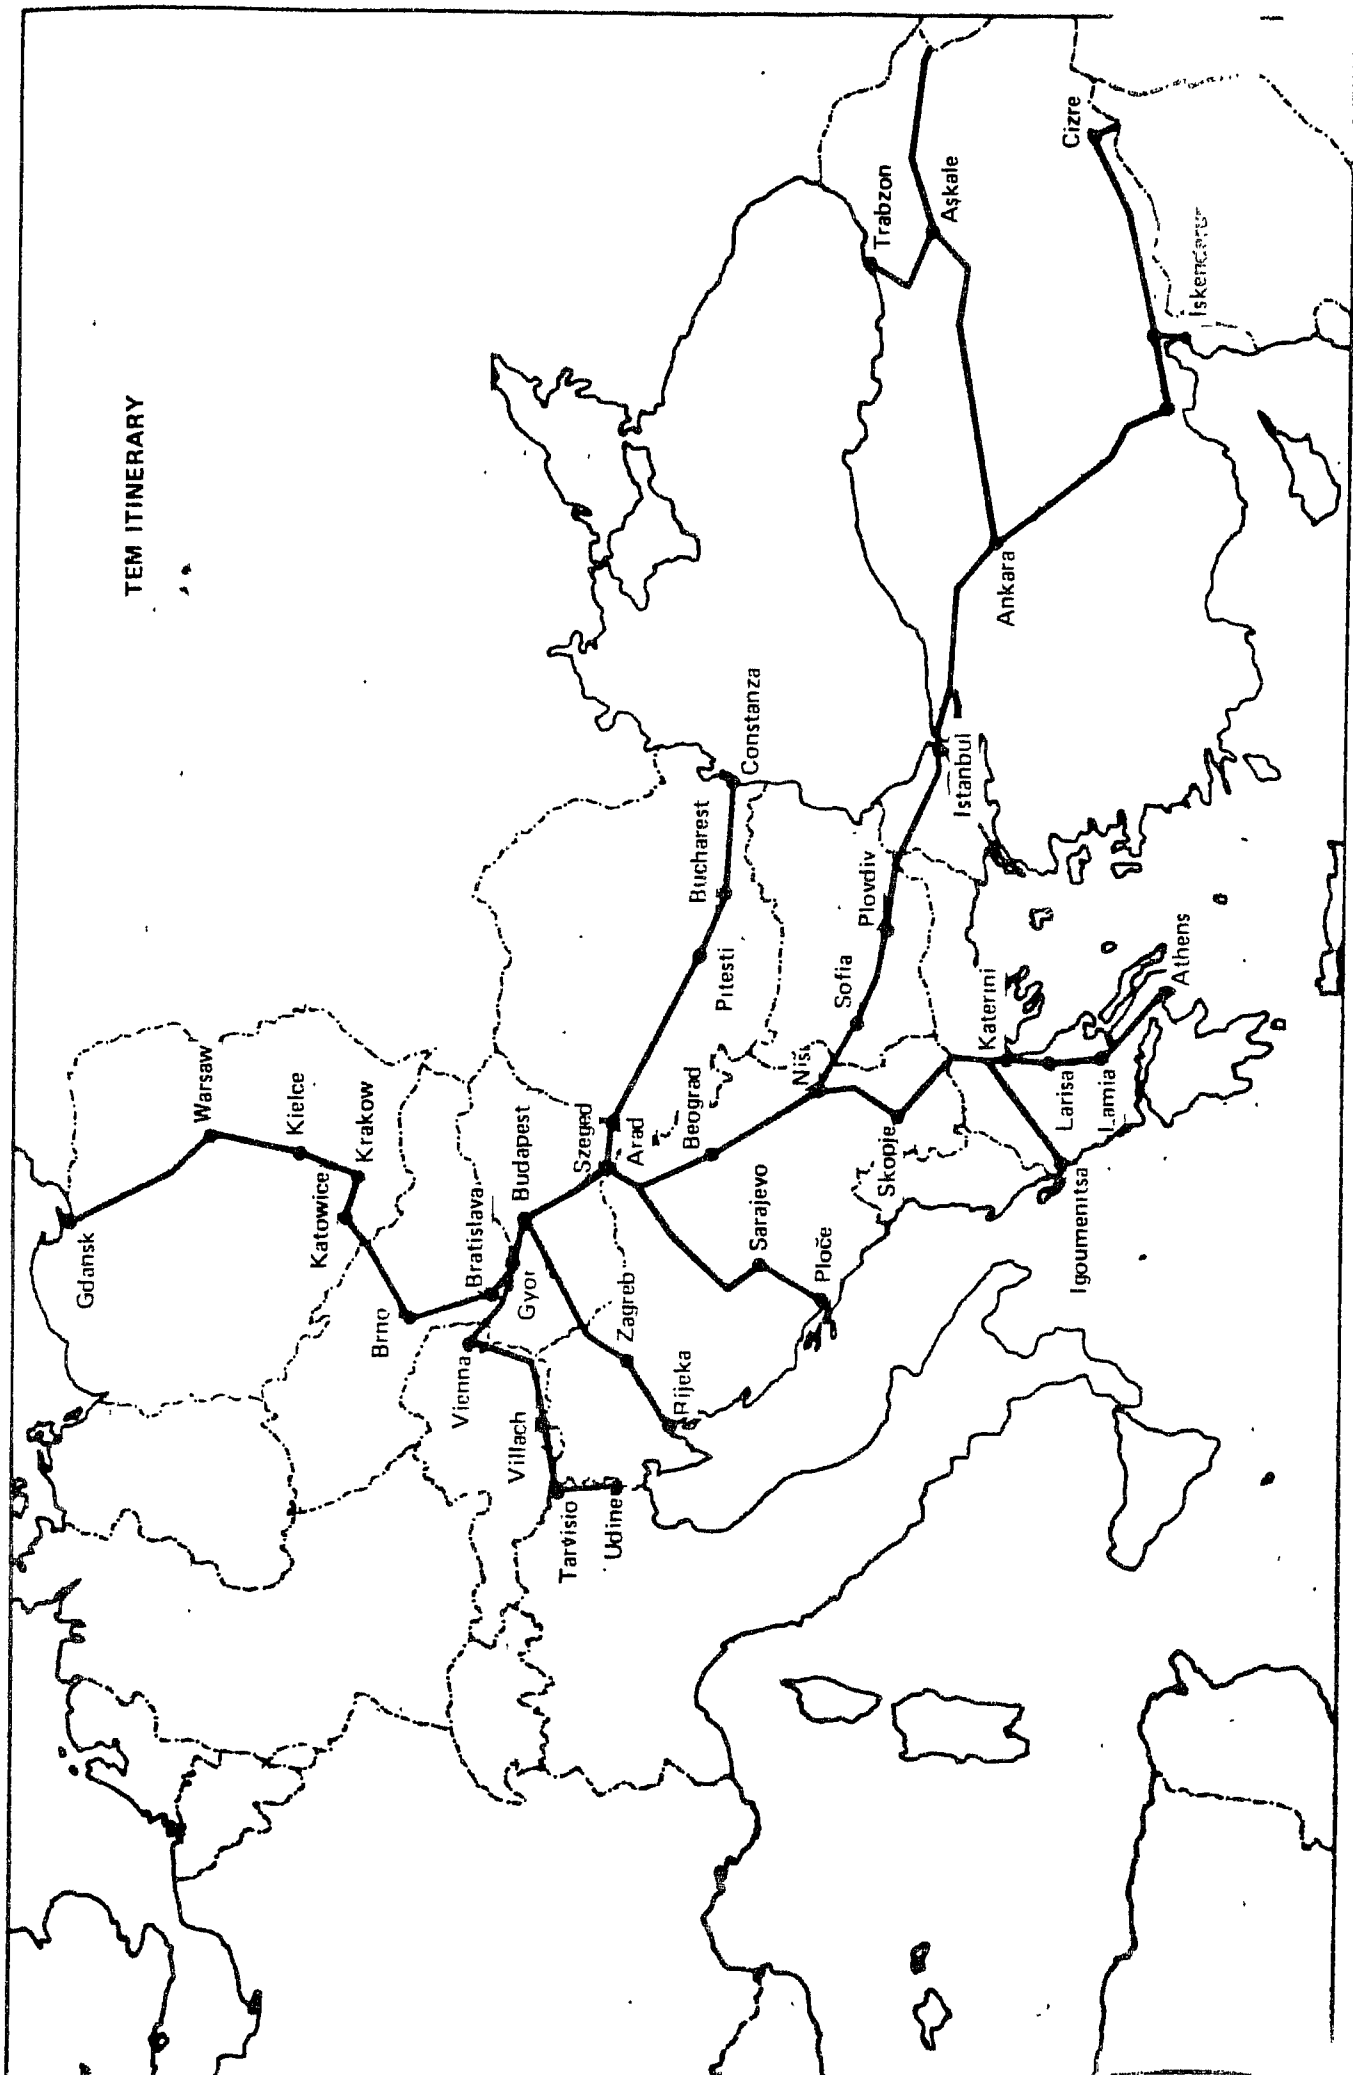 TEM ITINERARY
Gdansk
Warsaw
Kielce
Krakow
Katowice
Brno
Bratislava
Vienna
Gyor
Budapest
Villach
Tarvisio
Udine
Zagreb
Rijeka
Szeged
Arad
Beograd
Sarajevo
Ploče
Pitesti
Bucharest
Constanza
Niš
Sofia
Plovdiv
Skopje
Katerini
Larisa
Lamia
Igoumenitsa
Athens
Istanbul
Ankara
Trabzon
Aşkale
Cizre
Iskenderun